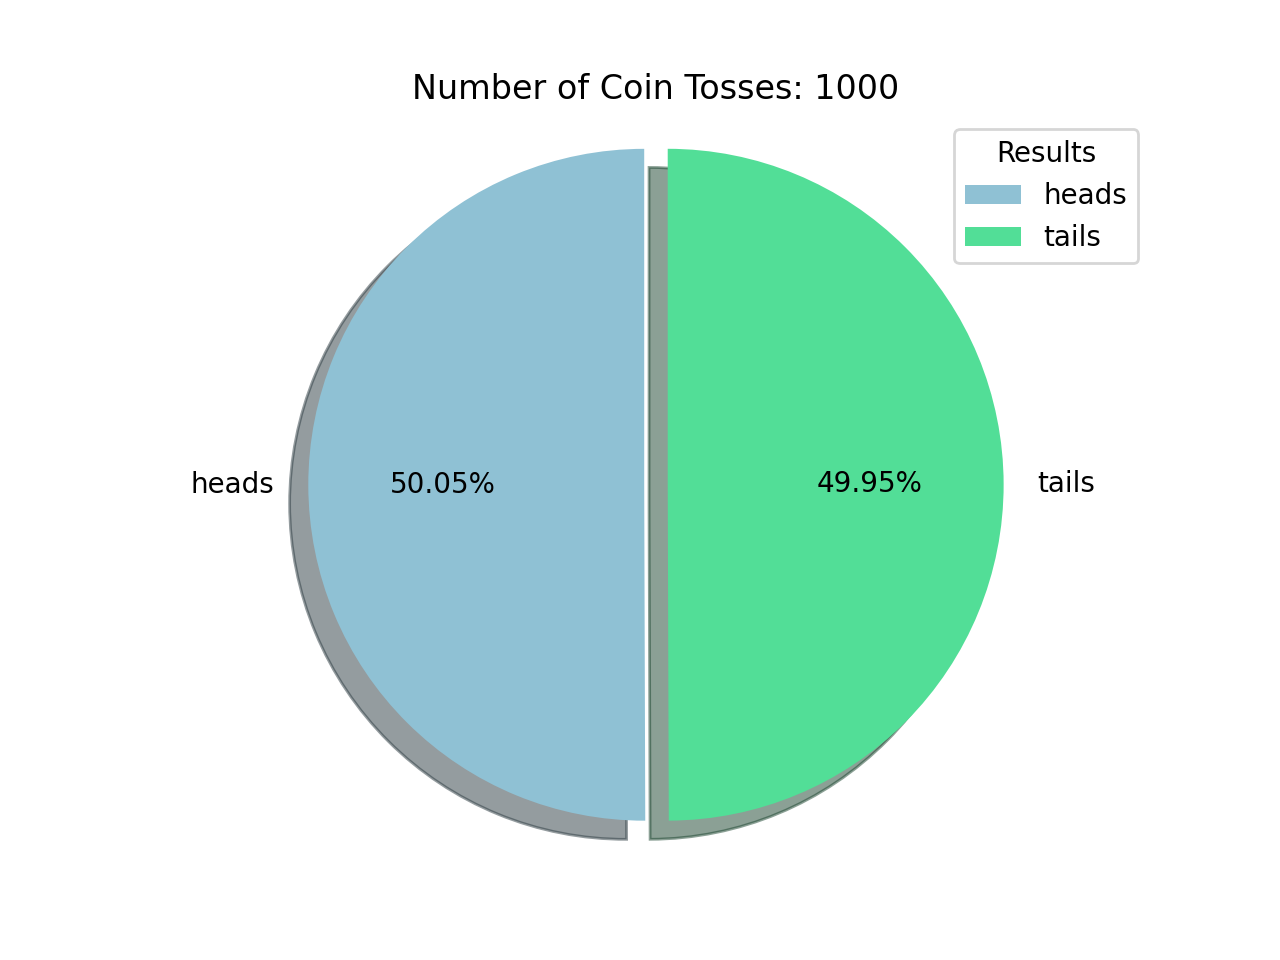 Number of Coin Tosses: 1000
Results
heads
tails
heads
50.05%
49.95%
tails